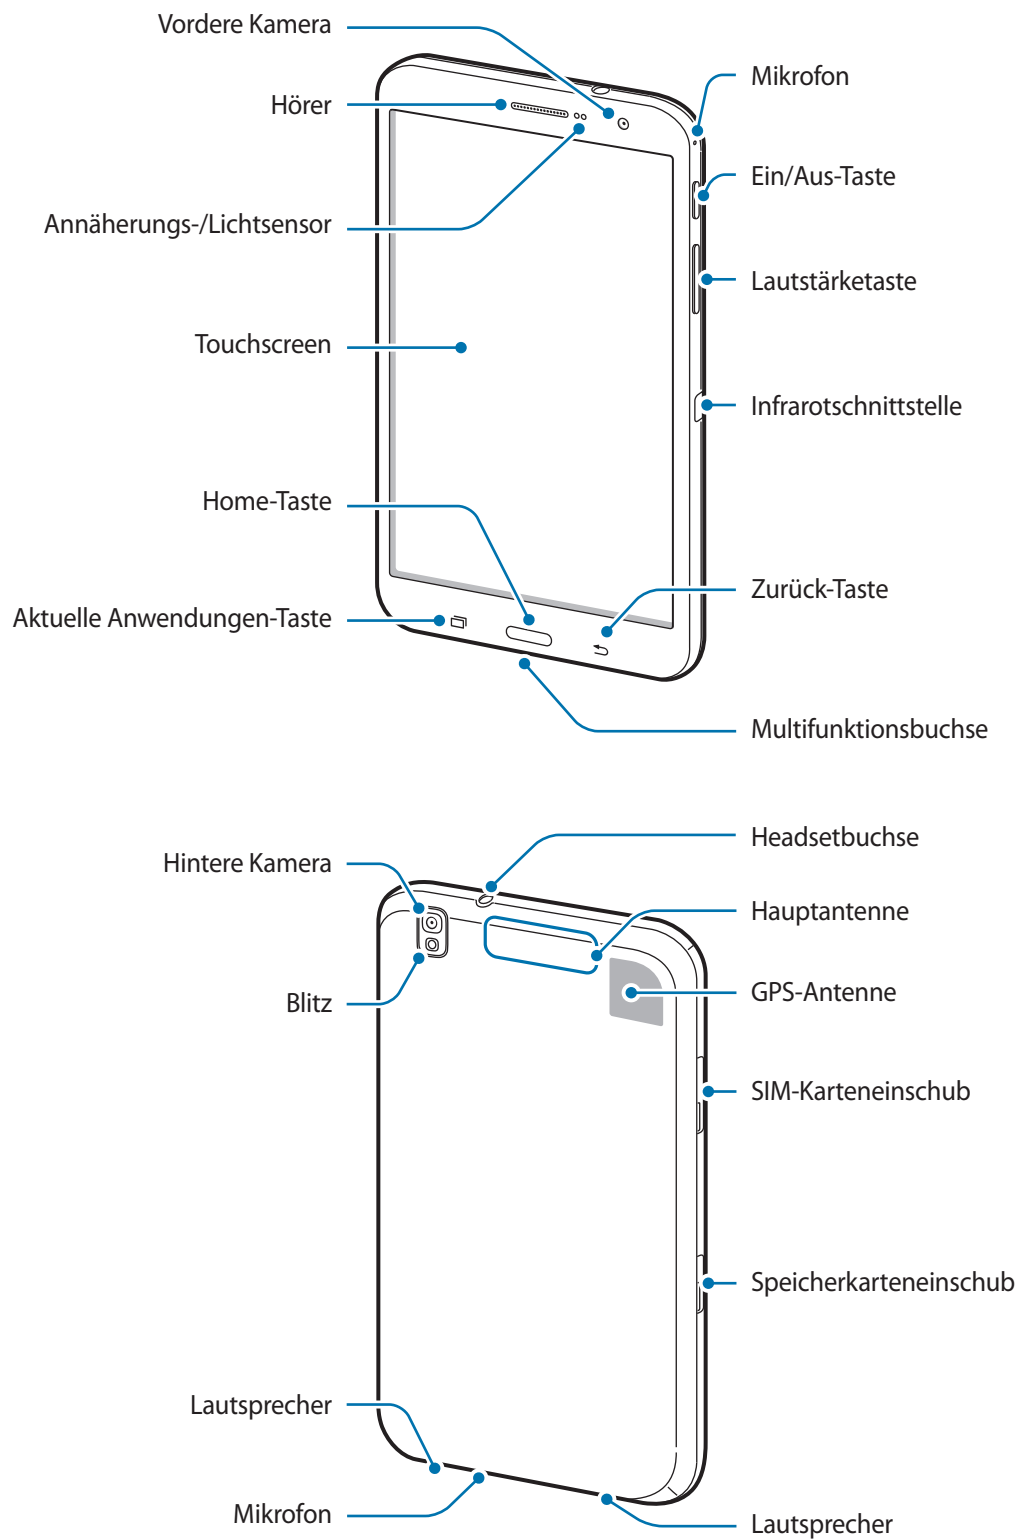 Vordere Kamera
Mikrofon
Hörer
Ein/Aus-Taste
Annäherungs-/Lichtsensor
Lautstärketaste
Touchscreen
Infrarotschnittstelle
Home-Taste
Zurück-Taste
Aktuelle Anwendungen-Taste
Multifunktionsbuchse
Headsetbuchse
Hintere Kamera
Hauptantenne
GPS-Antenne
Blitz
SIM-Karteneinschub
Speicherkarteneinschub
Lautsprecher
Mikrofon
Lautsprecher